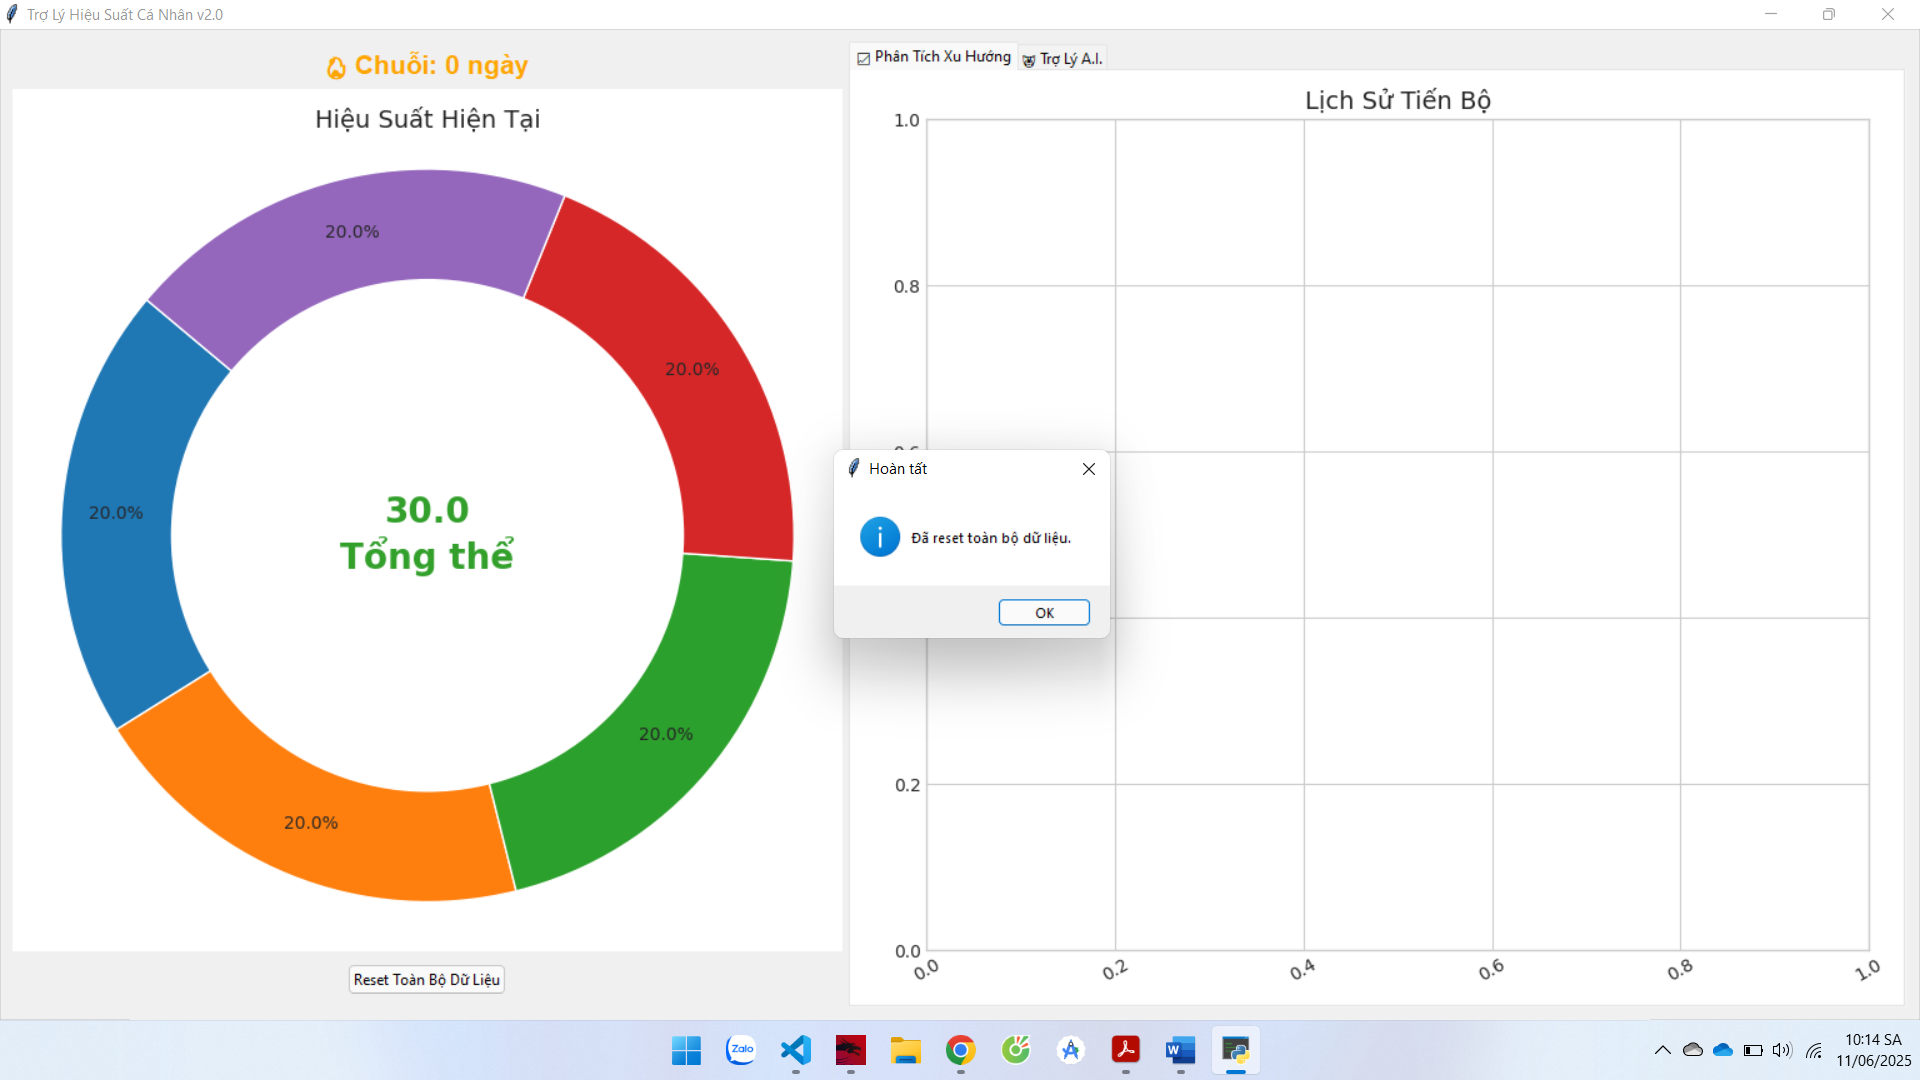 Trợ Lý Hiệu Suất Cá Nhân v2.0
Chuỗi: 0 ngày
Hiệu Suất Hiện Tại
20.0%
20.0%
20.0%
20.0%
20.0%
30.0
Tổng thể
Reset Toàn Bộ Dữ Liệu
Phân Tích Xu Hướng
Trợ Lý A.I.
Lịch Sử Tiến Bộ
1.0
0.8
0.2
0.0
0.0
0.2
0.4
0.6
0.8
1.0
Hoàn tất
Đã reset toàn bộ dữ liệu.
OK
Zalo
W
10:14 SA
11/06/2025